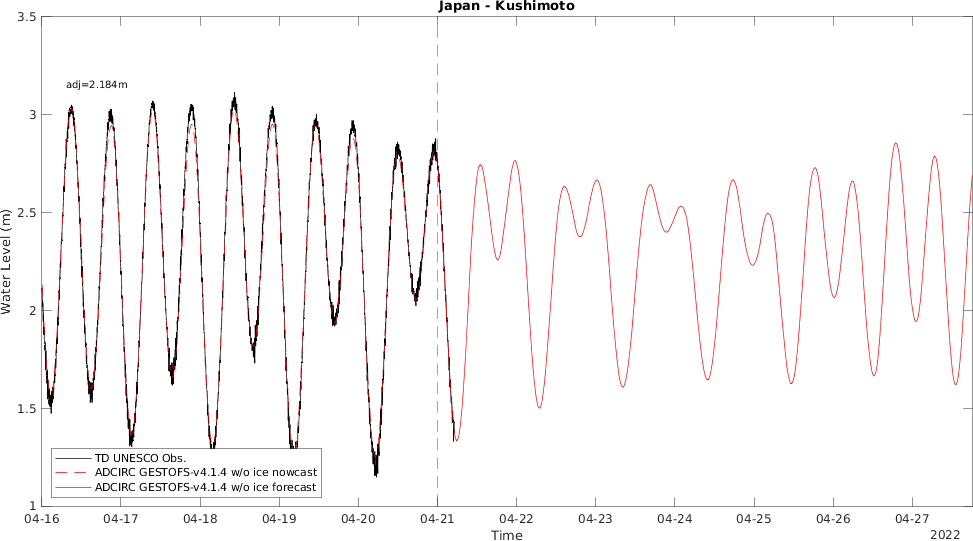 Japan - Kushimoto
adj=2.184m
3.5
3
2.5
2
1.5
1
Water Level (m)
TD UNESCO Obs.
ADCIRC GESTOFS-v4.1.4 w/o ice nowcast
ADCIRC GESTOFS-v4.1.4 w/o ice forecast
04-16 04-17 04-18 04-19 04-20 04-21 04-22 04-23 04-24 04-25 04-26 04-27
Time
2022